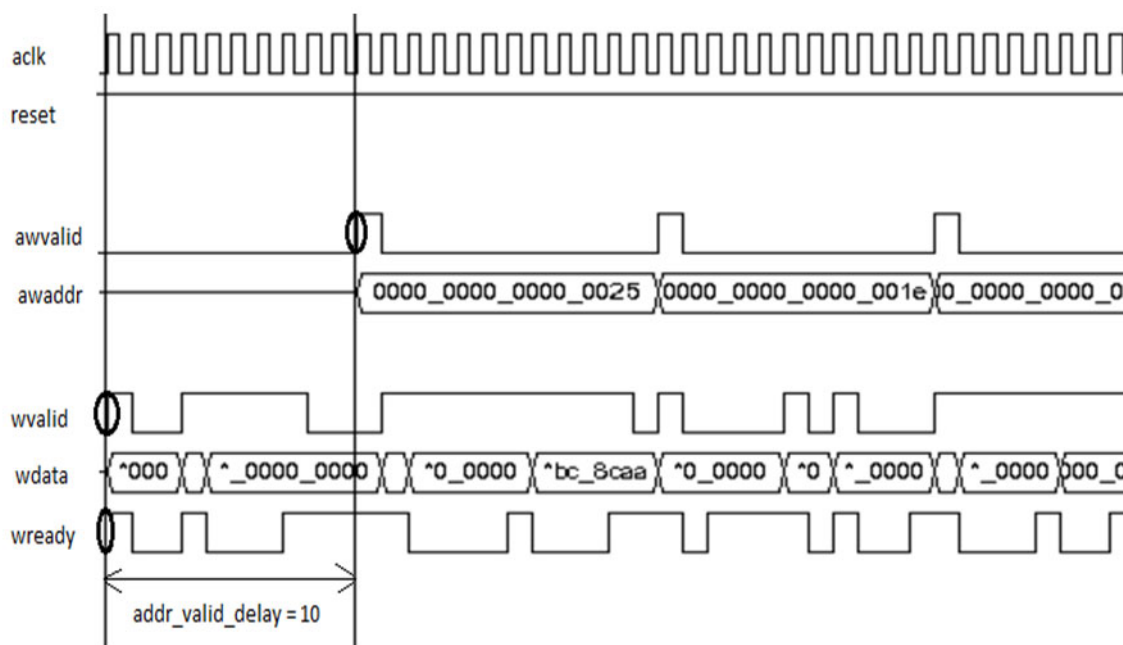 aclk
reset
awvalid
awaddr 0000_0000_0000_0025 0000_0000_0000_001e 0_0000_0000_0
wvalid
wdata ^000 ^_0000_0000 ^0_0000 ^bc_8caa ^0_0000 ^0 ^_0000 ^_0000 000_0
wready
addr_valid_delay = 10